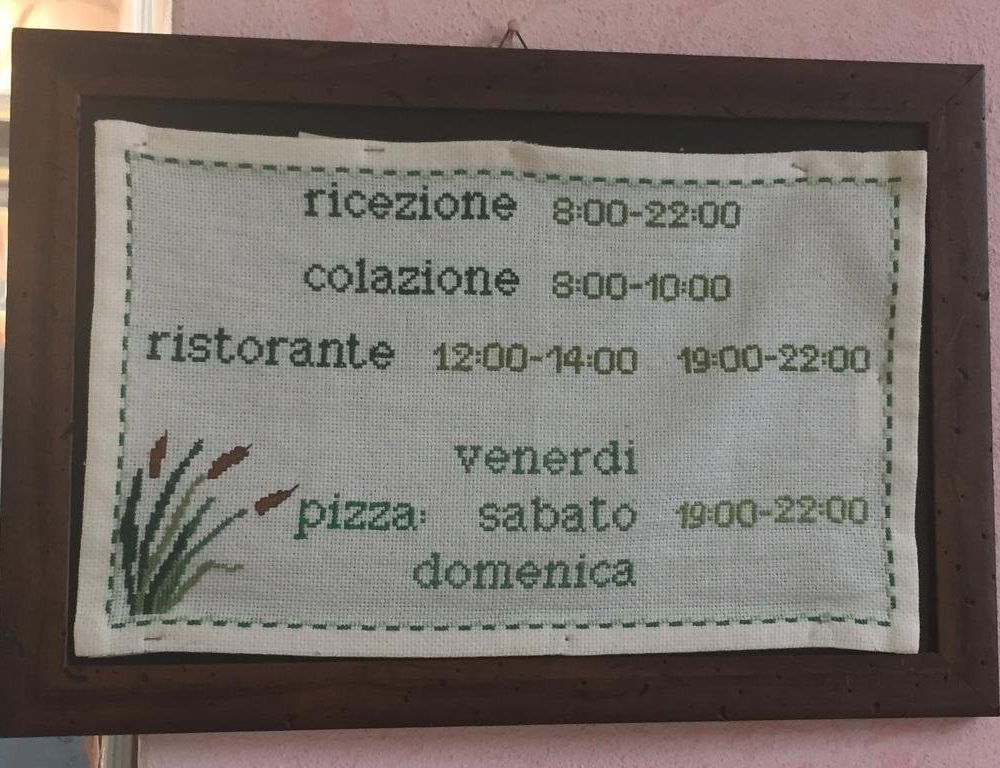 ricezione 8:00-22:00
colazione 8:00-10:00
ristorante 12:00-14:00 19:00-22:00
venerdi
pizza: sabato 19:00-22:00
domenica